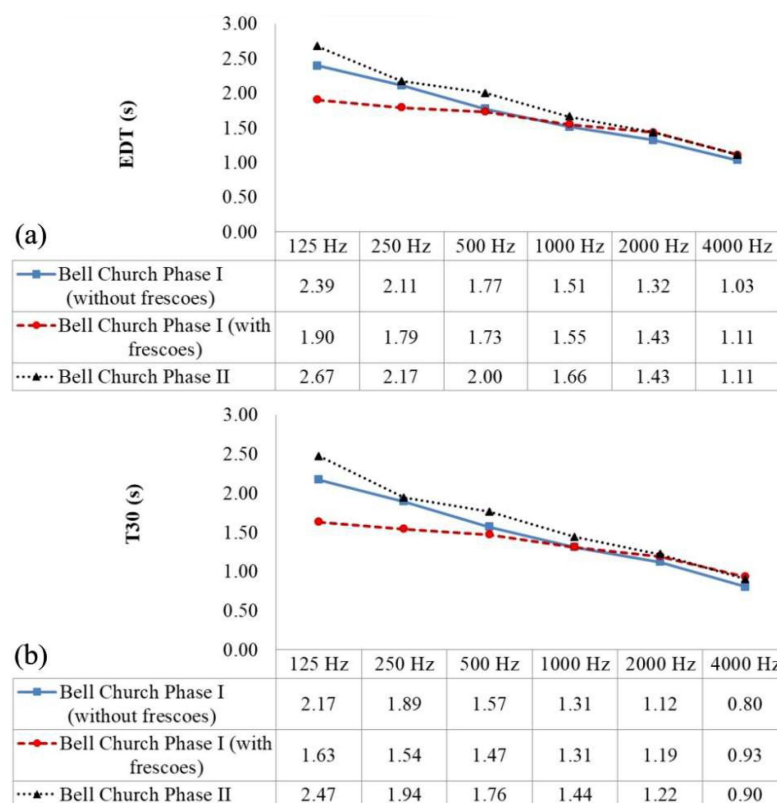 3.00
2.50
2.00
1.50
1.00
0.50
0.00
EDT (s)
(a)
125 Hz 250 Hz 500 Hz 1000 Hz 2000 Hz 4000 Hz
Bell Church Phase I
(without frescoes) 2.39 2.11 1.77 1.51 1.32 1.03
Bell Church Phase I (with
frescoes) 1.90 1.79 1.73 1.55 1.43 1.11
Bell Church Phase II 2.67 2.17 2.00 1.66 1.43 1.11
3.00
2.50
2.00
1.50
1.00
0.50
0.00
T30 (s)
(b)
125 Hz 250 Hz 500 Hz 1000 Hz 2000 Hz 4000 Hz
Bell Church Phase I
(without frescoes) 2.17 1.89 1.57 1.31 1.12 0.80
Bell Church Phase I (with
frescoes) 1.63 1.54 1.47 1.31 1.19 0.93
Bell Church Phase II 2.47 1.94 1.76 1.44 1.22 0.90